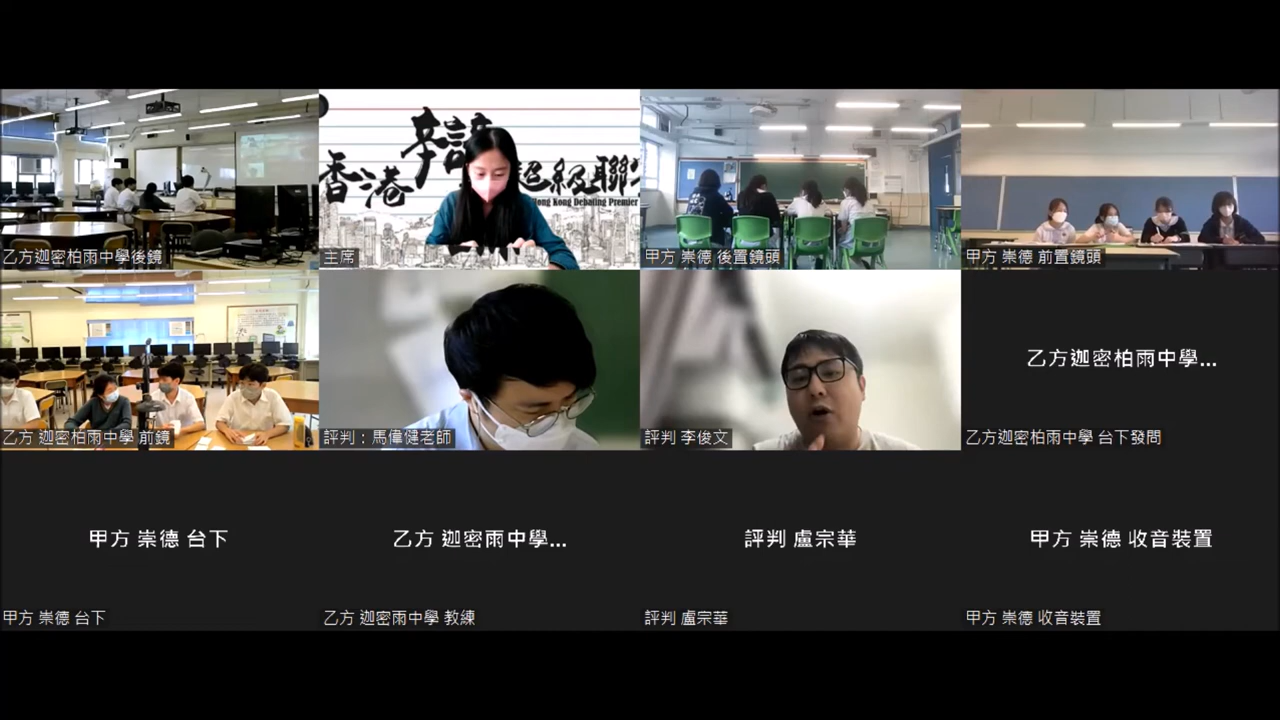 乙方迦密柏雨中學後鏡
香港辯
超級聯
Hong Kong Debating Premier
主席
甲方 崇德 後置鏡頭
甲方 崇德 前置鏡頭
乙方 迦密柏雨中學 前鏡
評判：馬偉健老師
評判 李俊文
乙方迦密柏雨中學...
乙方迦密柏雨中學 台下發問
甲方 崇德 台下
乙方 迦密雨中學...
評判 盧宗華
甲方 崇德 收音裝置
甲方 崇德 台下
乙方 迦密雨中學 教練
評判 盧宗華
甲方 崇德 收音裝置